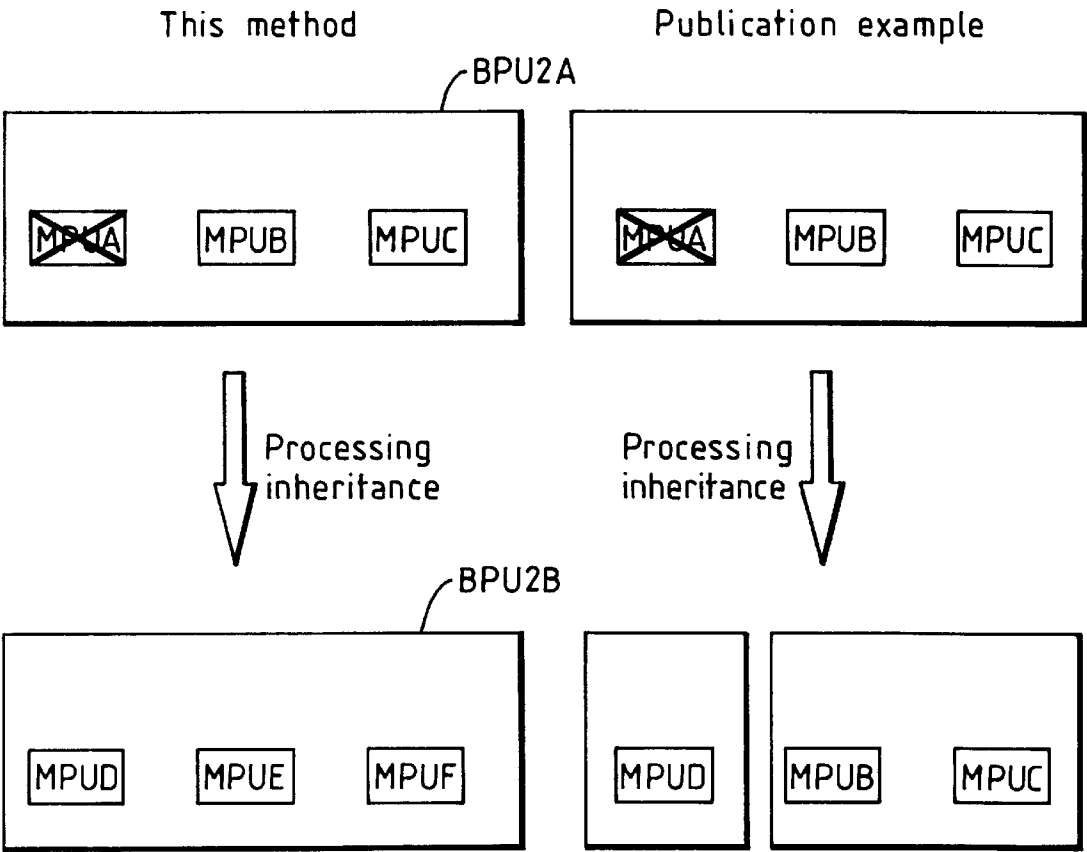 This method
Publication example
BPU2A
MPUA MPUB MPUC
MPUA MPUB MPUC
Processing
inheritance
Processing
inheritance
BPU2B
MPUD MPUE MPUF
MPUD MPUB MPUC